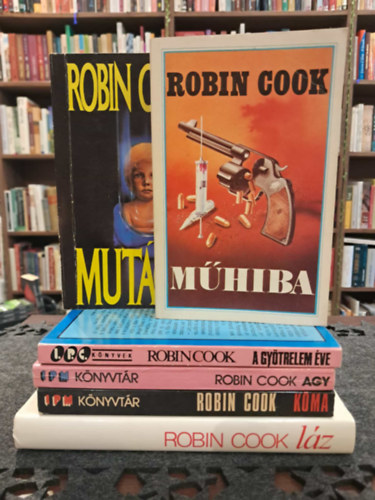 ROBIN
MUTÁ
ROBIN COOK
MŰHIBA
I.P.C. KÖNYVEK ROBIN COOK A GYÖTRELEM ÉVE
IPM KÖNYVTÁR ROBIN COOK AGY
IPM KÖNYVTÁR ROBIN COOK KÓMA
ROBIN COOK láz